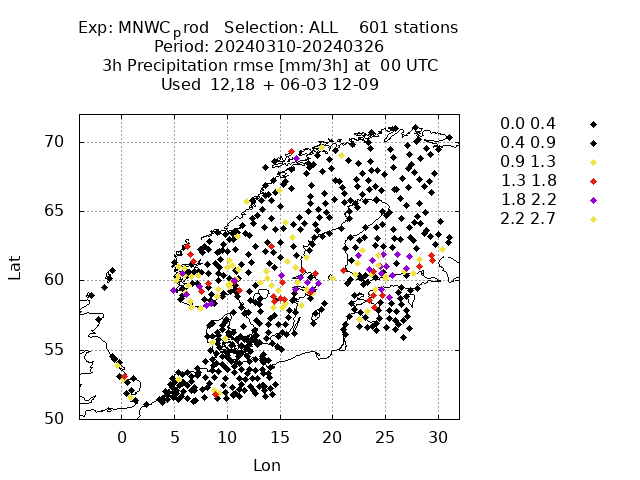 Exp: MNWCprod Selection: ALL 601 stations
Period: 20240310-20240326
3h Precipitation rmse [mm/3h] at 00 UTC
Used 12,18 + 06-03 12-09
0.0 0.4
0.4 0.9
0.9 1.3
1.3 1.8
1.8 2.2
2.2 2.7
70
65
60
55
50
Lat
0 5 10 15 20 25 30
Lon